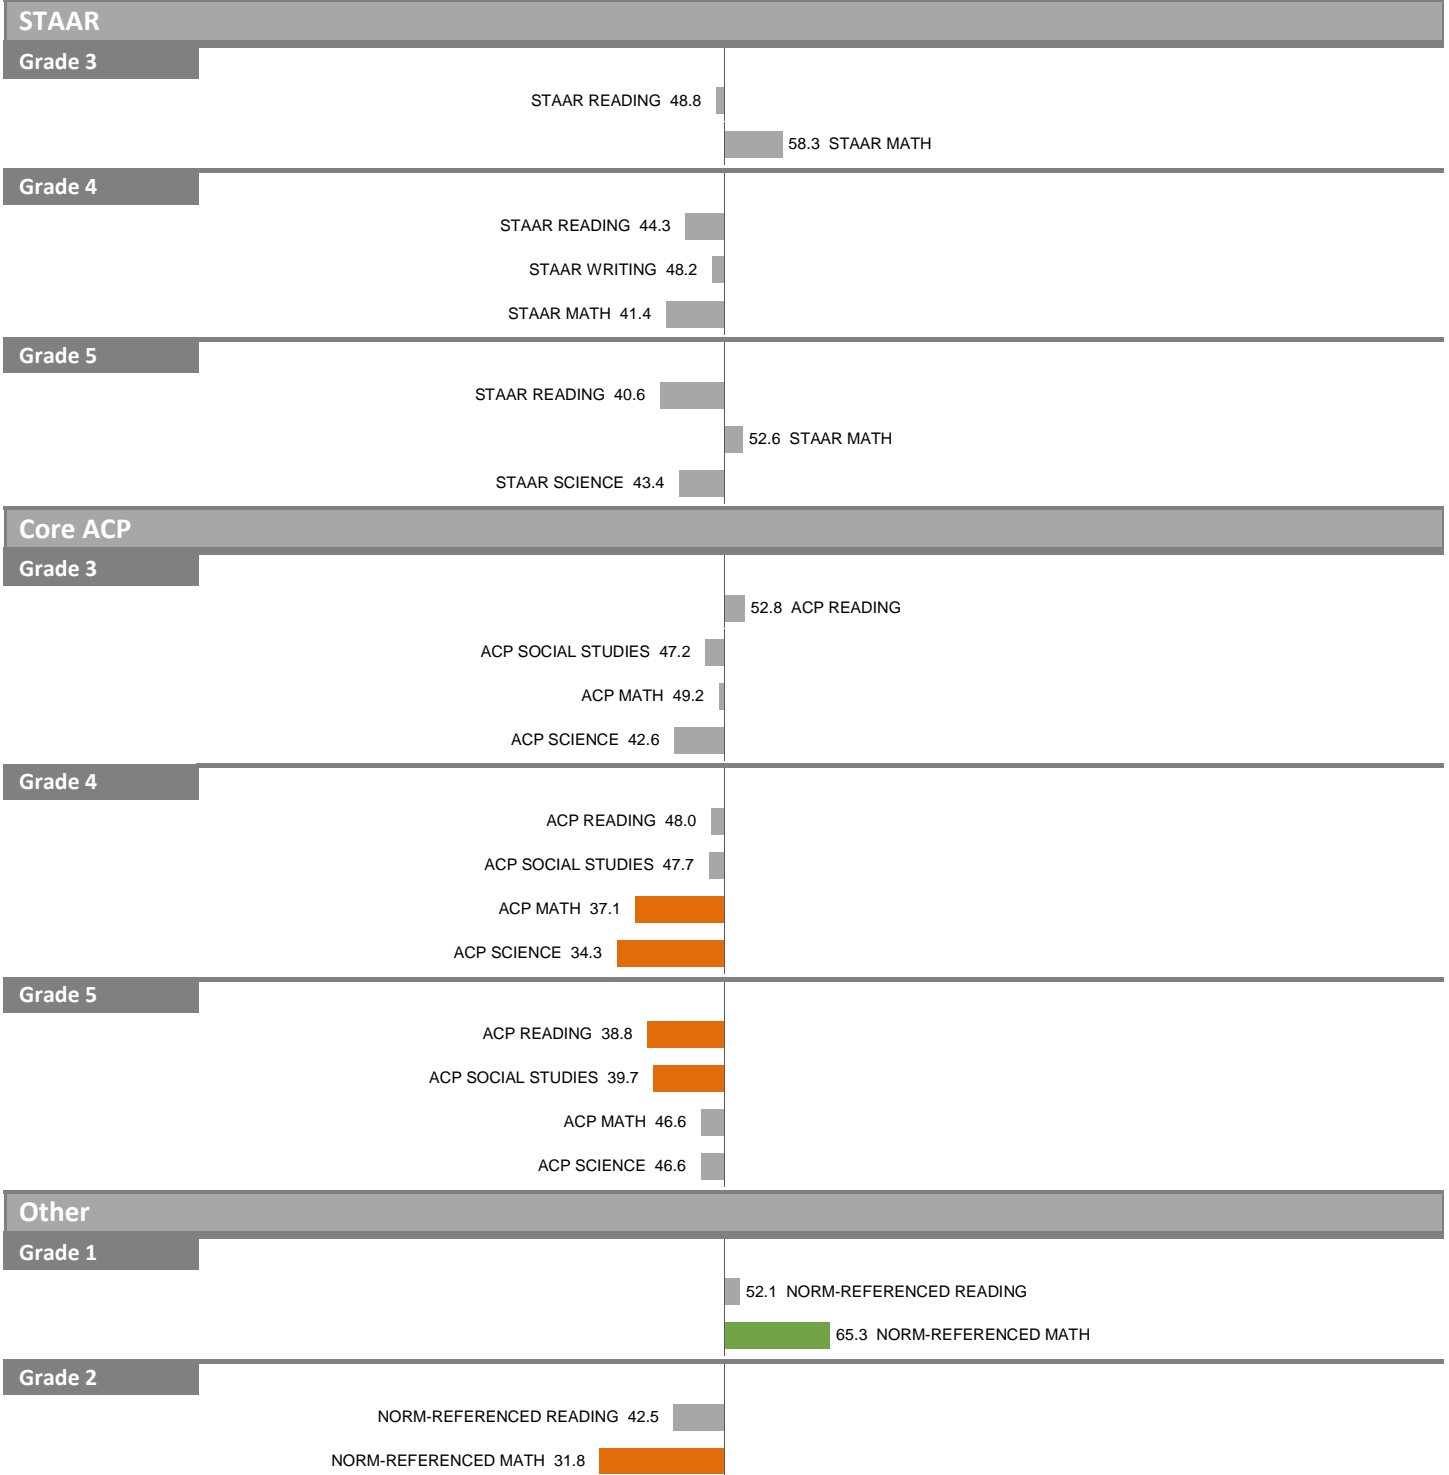 STAAR
Grade 3
STAAR READING 48.8
58.3 STAAR MATH
Grade 4
STAAR READING 44.3
STAAR WRITING 48.2
STAAR MATH 41.4
Grade 5
STAAR READING 40.6
52.6 STAAR MATH
STAAR SCIENCE 43.4
Core ACP
Grade 3
52.8 ACP READING
ACP SOCIAL STUDIES 47.2
ACP MATH 49.2
ACP SCIENCE 42.6
Grade 4
ACP READING 48.0
ACP SOCIAL STUDIES 47.7
ACP MATH 37.1
ACP SCIENCE 34.3
Grade 5
ACP READING 38.8
ACP SOCIAL STUDIES 39.7
ACP MATH 46.6
ACP SCIENCE 46.6
Other
Grade 1
52.1 NORM-REFERENCED READING
65.3 NORM-REFERENCED MATH
Grade 2
NORM-REFERENCED READING 42.5
NORM-REFERENCED MATH 31.8